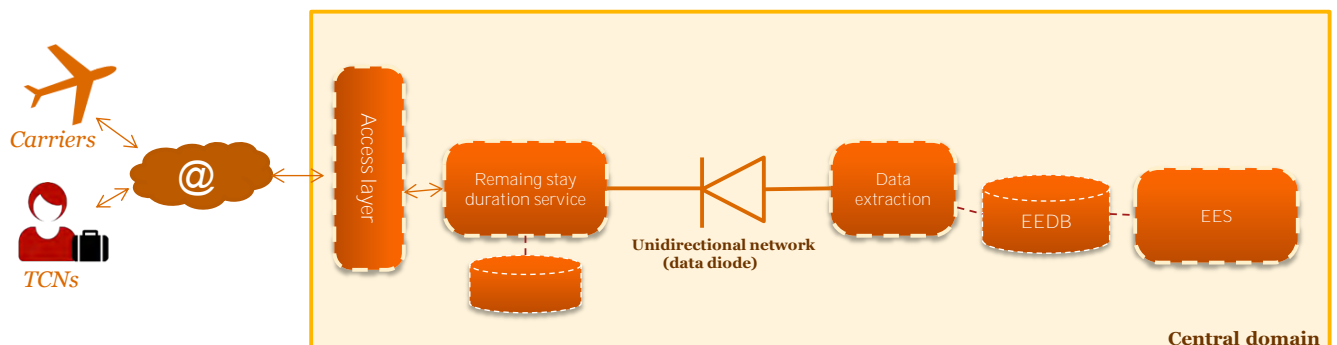 Carriers
TCNs
@
Access layer
Remaing stay
duration service
Unidirectional network
(data diode)
Data
extraction
EEDB
EES
Central domain